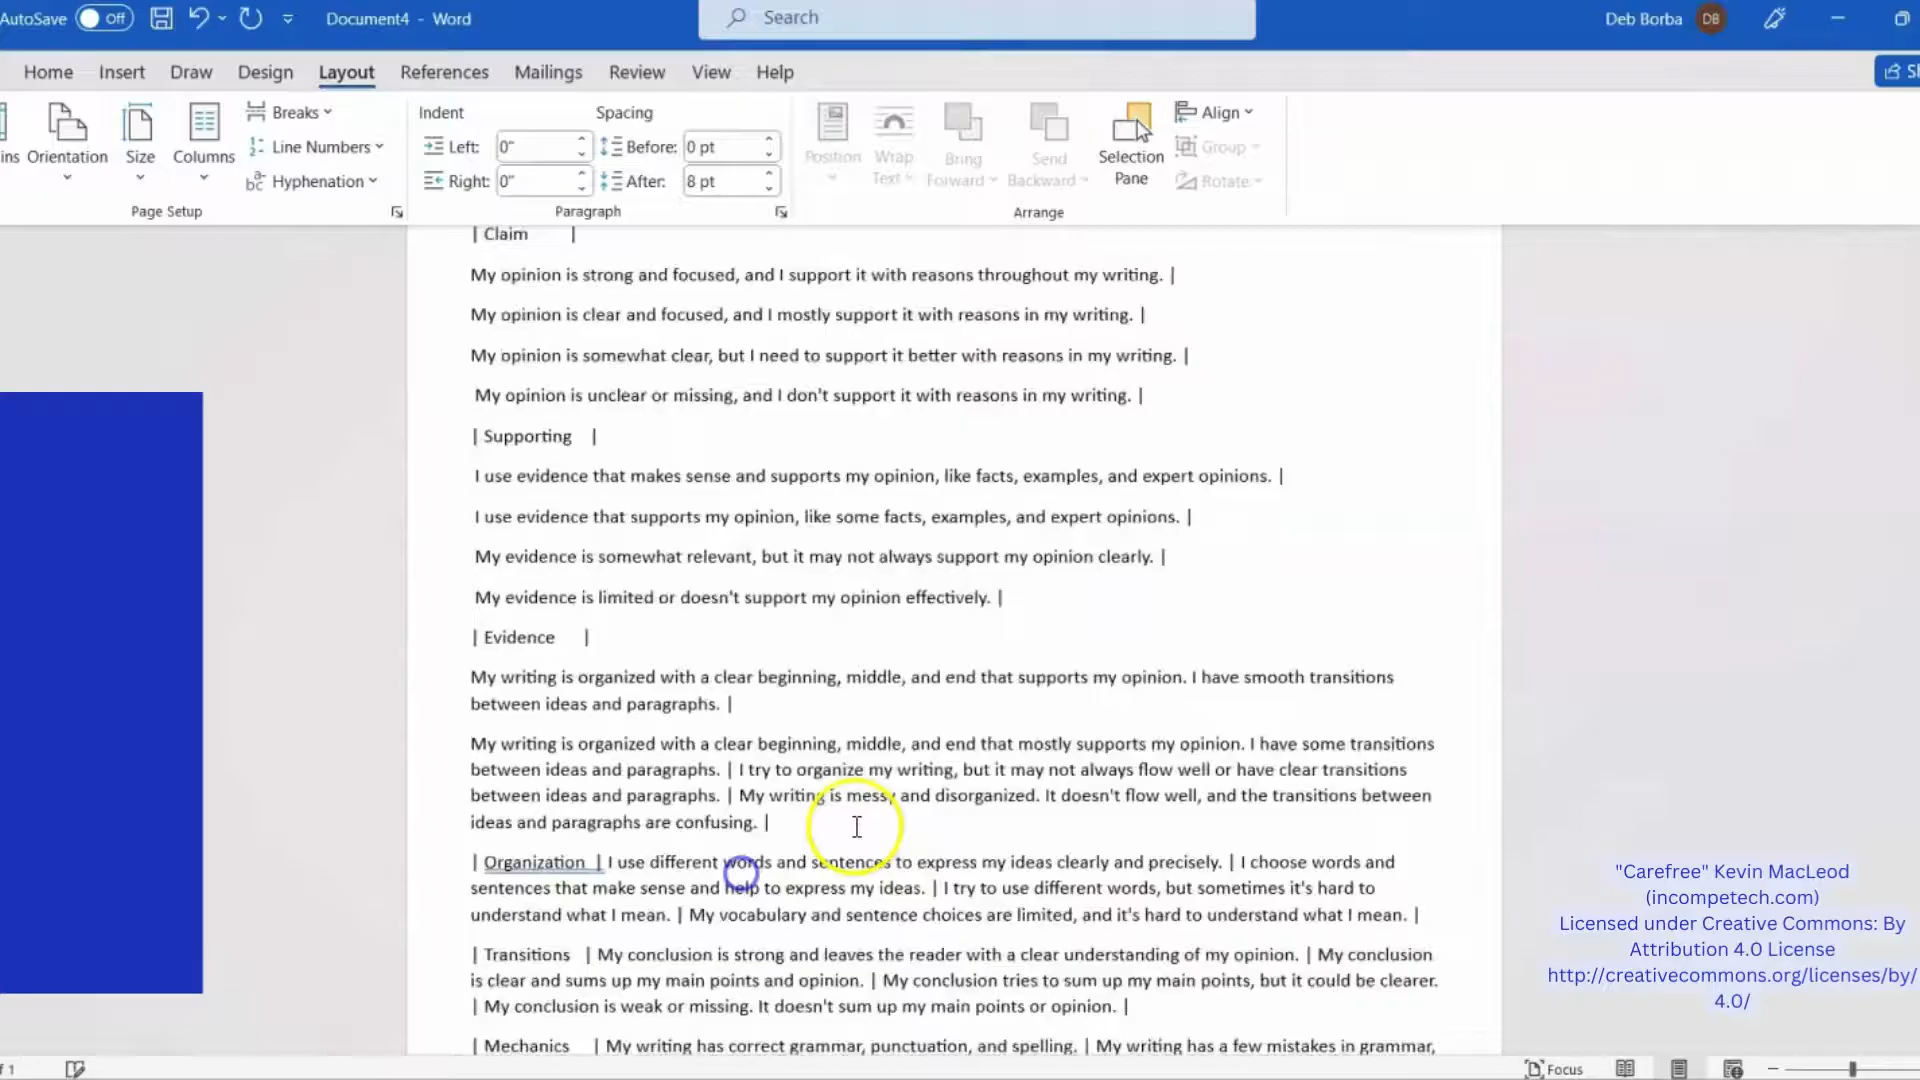 AutoSave Off Document4 - Word Search Deb Borba DB
Home Insert Draw Design Layout References Mailings Review View Help
Breaks Indent Spacing Align
Orientation Size Columns Line Numbers Left: 0" Before: 0 pt Position Wrap Text Bring Forward Send Backward Selection Pane Group
Hyphenation Right: 0" After: 8 pt Rotate
Page Setup Paragraph Arrange
| Claim |
My opinion is strong and focused, and I support it with reasons throughout my writing. |
My opinion is clear and focused, and I mostly support it with reasons in my writing. |
My opinion is somewhat clear, but I need to support it better with reasons in my writing. |
My opinion is unclear or missing, and I don't support it with reasons in my writing. |
| Supporting |
I use evidence that makes sense and supports my opinion, like facts, examples, and expert opinions. |
I use evidence that supports my opinion, like some facts, examples, and expert opinions. |
My evidence is somewhat relevant, but it may not always support my opinion clearly. |
My evidence is limited or doesn't support my opinion effectively. |
| Evidence |
My writing is organized with a clear beginning, middle, and end that supports my opinion. I have smooth transitions
between ideas and paragraphs. |
My writing is organized with a clear beginning, middle, and end that mostly supports my opinion. I have some transitions
between ideas and paragraphs. | I try to organize my writing, but it may not always flow well or have clear transitions
between ideas and paragraphs. | My writing is messy and disorganized. It doesn't flow well, and the transitions between
ideas and paragraphs are confusing. |
| Organization | I use different words and sentences to express my ideas clearly and precisely. | I choose words and
sentences that make sense and help to express my ideas. | I try to use different words, but sometimes it's hard to
understand what I mean. | My vocabulary and sentence choices are limited, and it's hard to understand what I mean. |
| Transitions | My conclusion is strong and leaves the reader with a clear understanding of my opinion. | My conclusion
is clear and sums up my main points and opinion. | My conclusion tries to sum up my main points, but it could be clearer.
| My conclusion is weak or missing. It doesn't sum up my main points or opinion. |
| Mechanics | My writing has correct grammar, punctuation, and spelling. | My writing has a few mistakes in grammar,
"Carefree" Kevin MacLeod
(incompetech.com)
Licensed under Creative Commons: By
Attribution 4.0 License
http://creativecommons.org/licenses/by/
4.0/
Focus